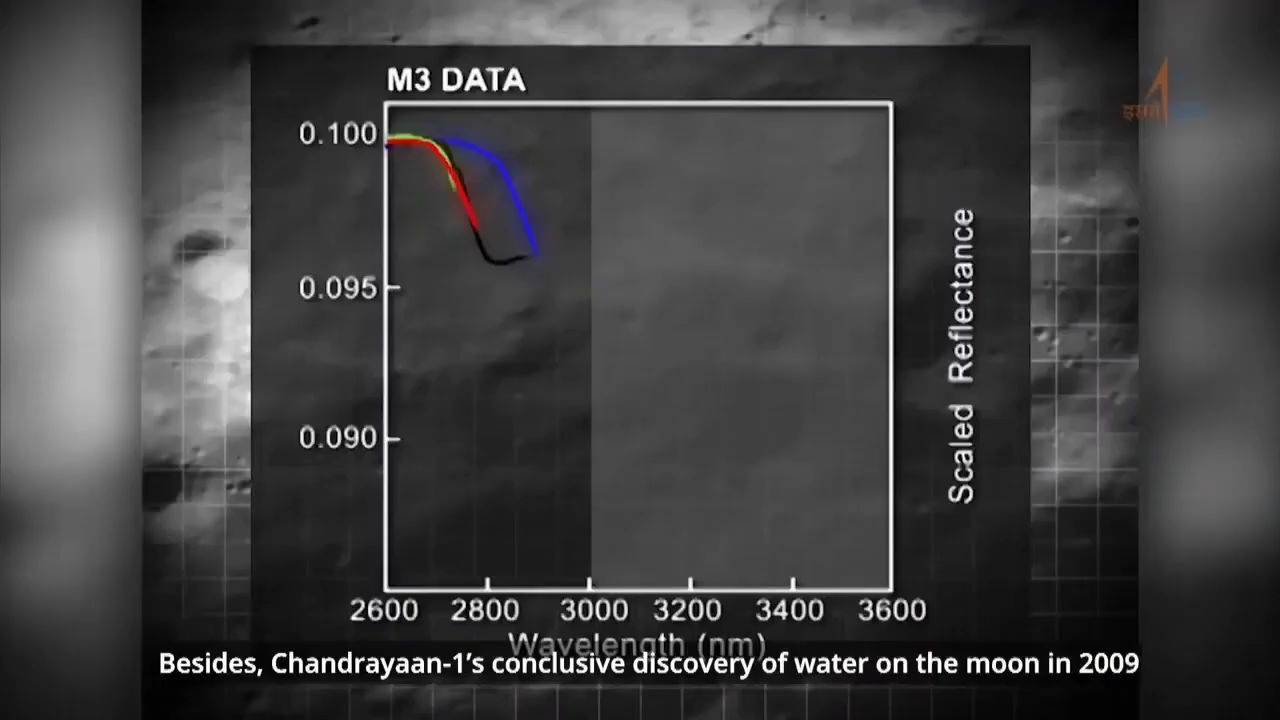 M3 DATA
इसरो
0.100
0.095
0.090
Scaled Reflectance
2600 2800 3000 3200 3400 3600
Wavelength (nm)
Besides, Chandrayaan-1’s conclusive discovery of water on the moon in 2009